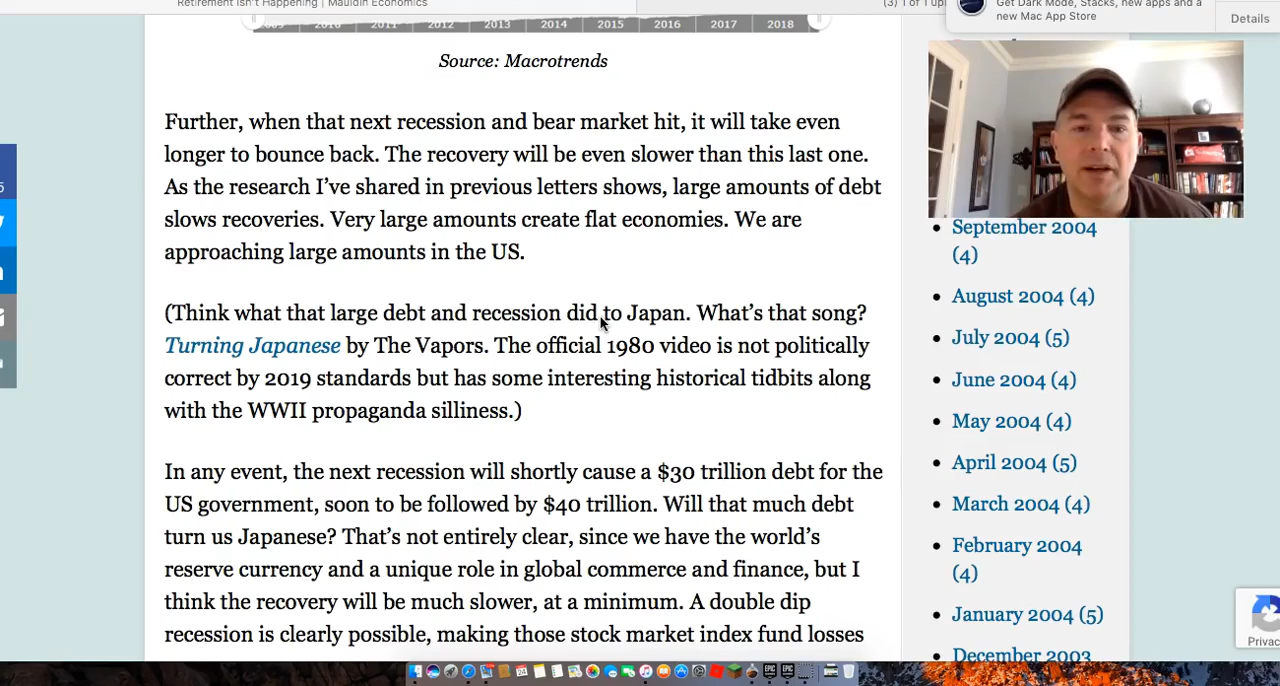 Retirement Isn't Happening | Mauldin Economics
(3) 1 of 1 up
Get Dark Mode, Stacks, new apps and a
new Mac App Store
Details
2010 2011 2012 2013 2014 2015 2016 2017 2018
Source: Macrotrends
Further, when that next recession and bear market hit, it will take even
longer to bounce back. The recovery will be even slower than this last one.
As the research I've shared in previous letters shows, large amounts of debt
slows recoveries. Very large amounts create flat economies. We are
approaching large amounts in the US.
(Think what that large debt and recession did to Japan. What's that song?
Turning Japanese by The Vapors. The official 1980 video is not politically
correct by 2019 standards but has some interesting historical tidbits along
with the WWII propaganda silliness.)
In any event, the next recession will shortly cause a $30 trillion debt for the
US government, soon to be followed by $40 trillion. Will that much debt
turn us Japanese? That's not entirely clear, since we have the world's
reserve currency and a unique role in global commerce and finance, but I
think the recovery will be much slower, at a minimum. A double dip
recession is clearly possible, making those stock market index fund losses
September 2004
(4)
August 2004 (4)
July 2004 (5)
June 2004 (4)
May 2004 (4)
April 2004 (5)
March 2004 (4)
February 2004
(4)
January 2004 (5)
December 2003
Privac